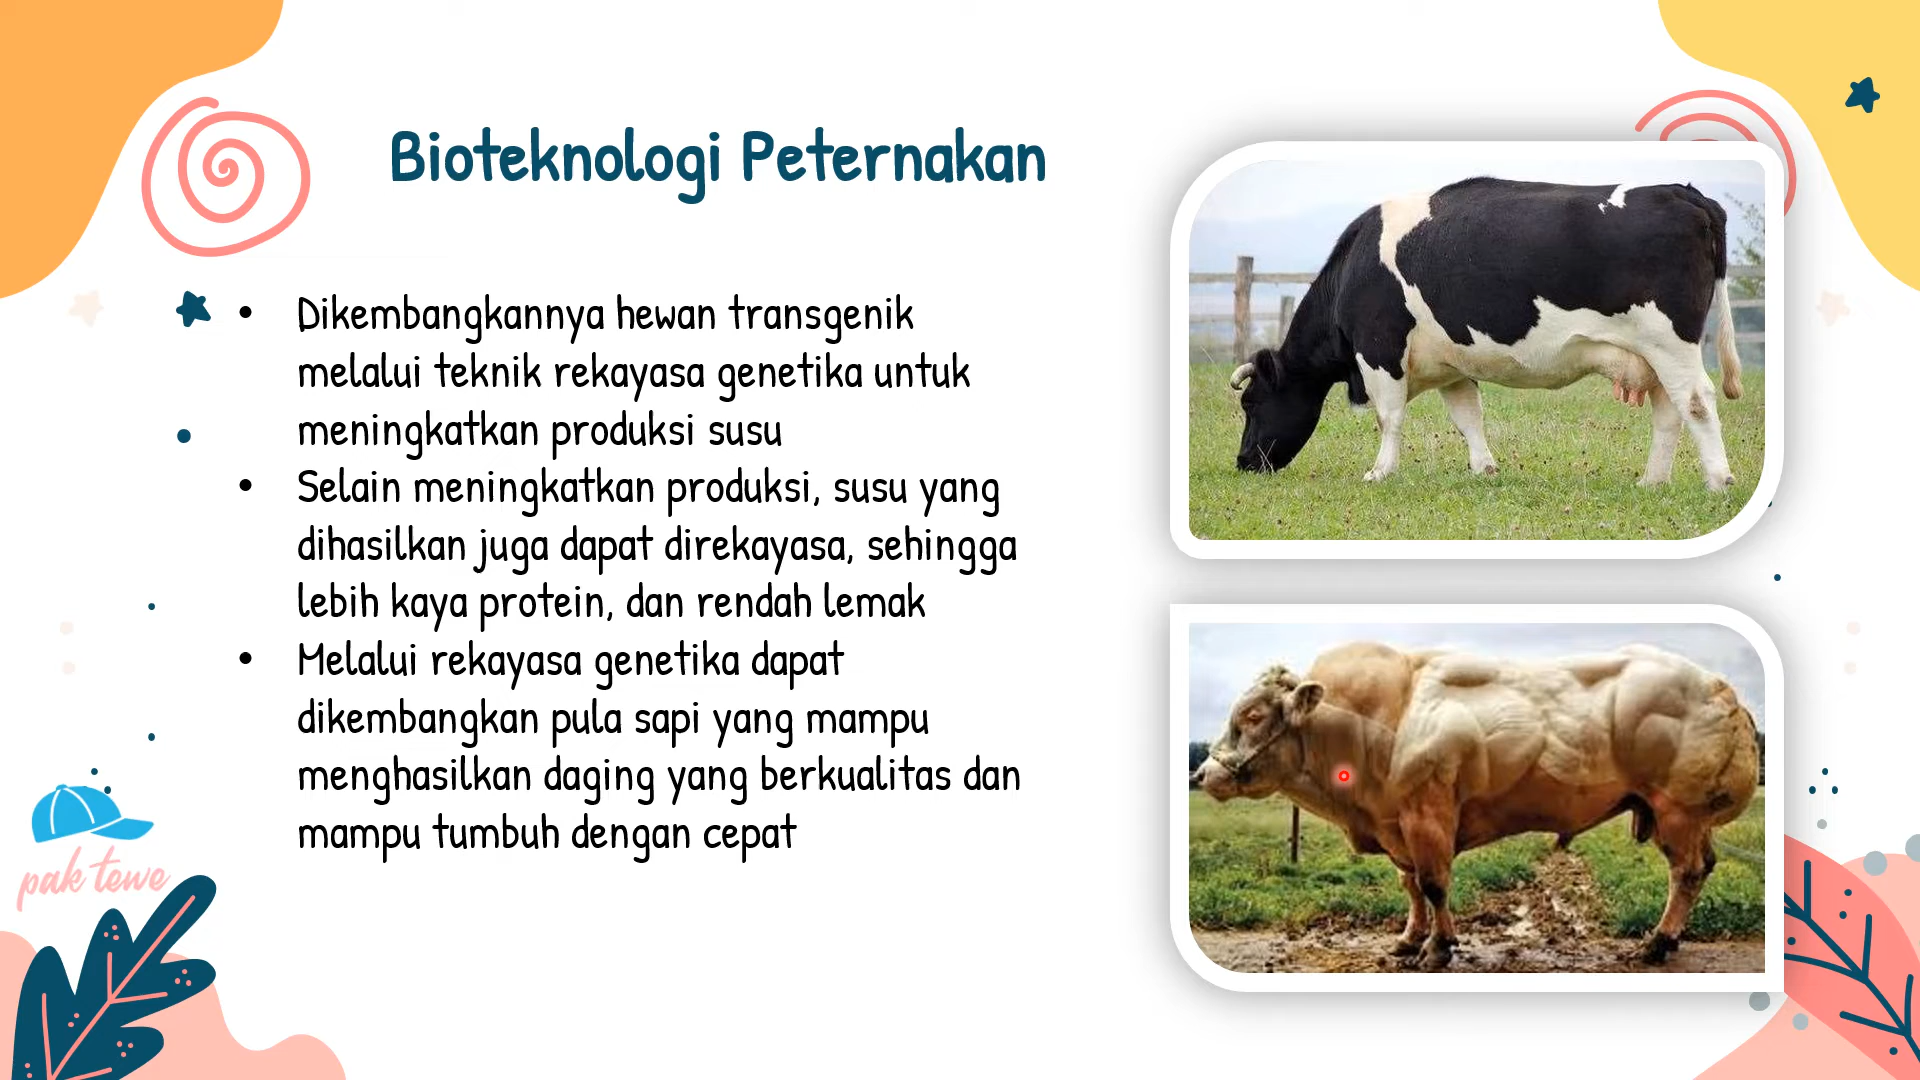 Bioteknologi Peternakan
• Dikembangkannya hewan transgenik
melalui teknik rekayasa genetika untuk
meningkatkan produksi susu
• Selain meningkatkan produksi, susu yang
dihasilkan juga dapat direkayasa, sehingga
lebih kaya protein, dan rendah lemak
• Melalui rekayasa genetika dapat
dikembangkan pula sapi yang mampu
menghasilkan daging yang berkualitas dan
mampu tumbuh dengan cepat
pak tewe